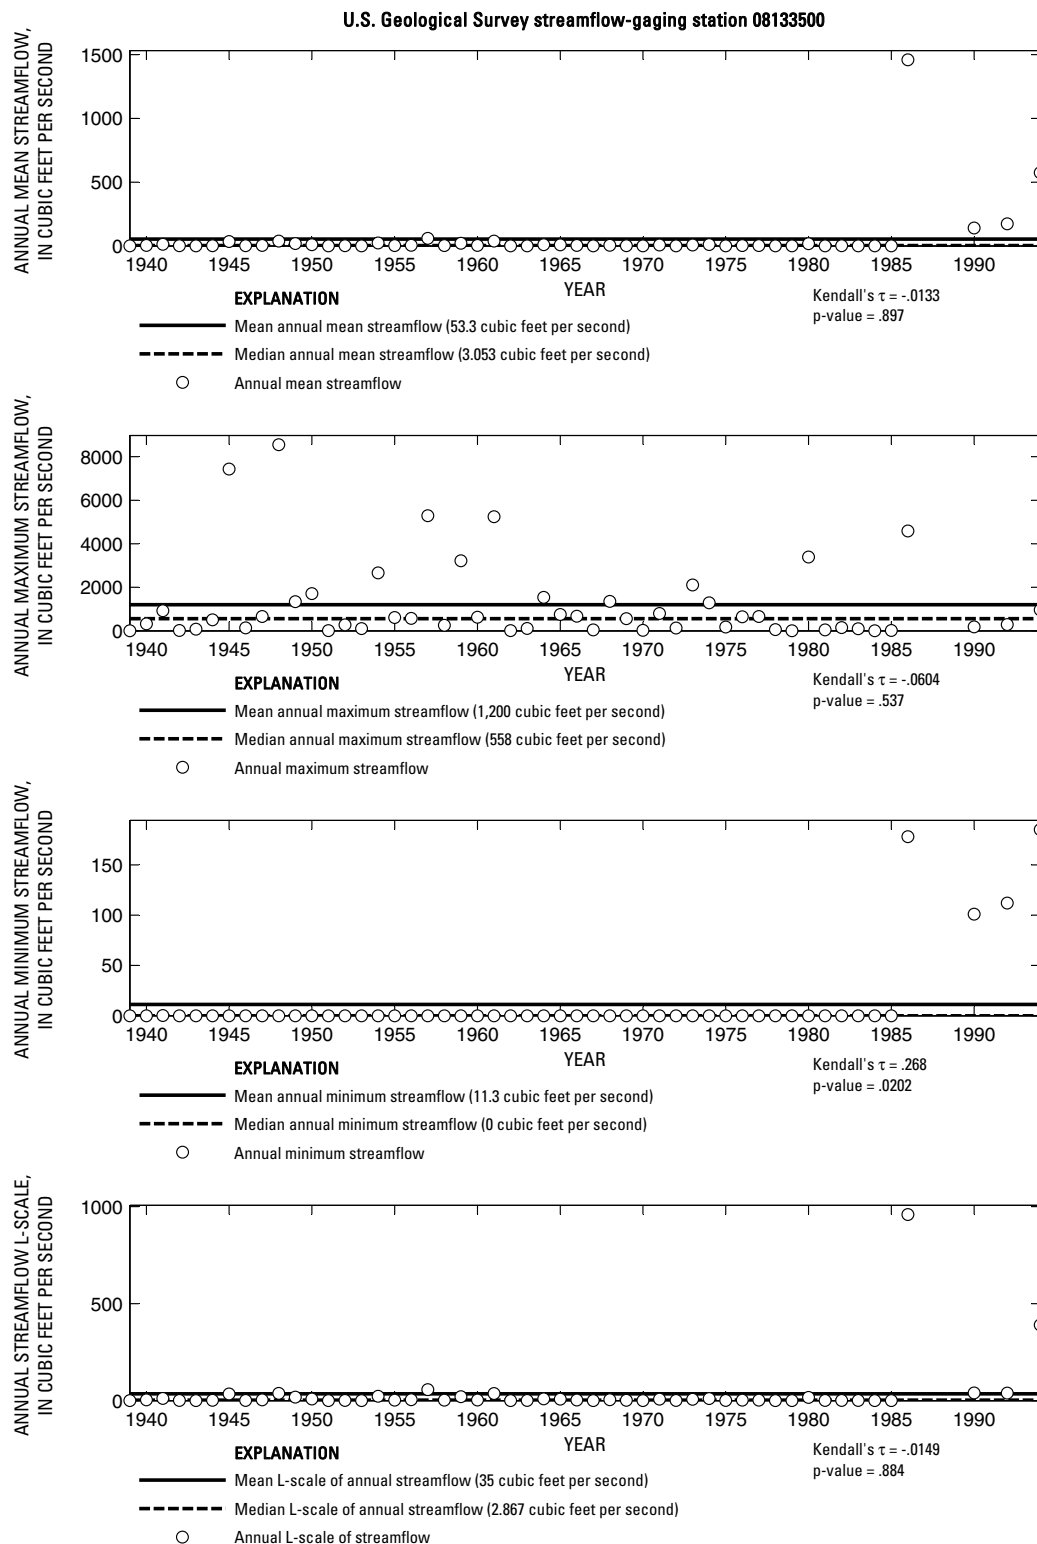 U.S. Geological Survey streamflow-gaging station 08133500
ANNUAL MEAN STREAMFLOW,
IN CUBIC FEET PER SECOND
1500
1000
500
0
1940 1945 1950 1955 1960 1965 1970 1975 1980 1985 1990
YEAR
Kendall's τ = -.0133
p-value = .897
EXPLANATION
Mean annual mean streamflow (53.3 cubic feet per second)
Median annual mean streamflow (3.053 cubic feet per second)
Annual mean streamflow
ANNUAL MAXIMUM STREAMFLOW,
IN CUBIC FEET PER SECOND
8000
6000
4000
2000
0
1940 1945 1950 1955 1960 1965 1970 1975 1980 1985 1990
YEAR
Kendall's τ = -.0604
p-value = .537
EXPLANATION
Mean annual maximum streamflow (1,200 cubic feet per second)
Median annual maximum streamflow (558 cubic feet per second)
Annual maximum streamflow
ANNUAL MINIMUM STREAMFLOW,
IN CUBIC FEET PER SECOND
150
100
50
0
1940 1945 1950 1955 1960 1965 1970 1975 1980 1985 1990
YEAR
Kendall's τ = .268
p-value = .0202
EXPLANATION
Mean annual minimum streamflow (11.3 cubic feet per second)
Median annual minimum streamflow (0 cubic feet per second)
Annual minimum streamflow
ANNUAL STREAMFLOW L-SCALE,
IN CUBIC FEET PER SECOND
1000
500
0
1940 1945 1950 1955 1960 1965 1970 1975 1980 1985 1990
YEAR
Kendall's τ = -.0149
p-value = .884
EXPLANATION
Mean L-scale of annual streamflow (35 cubic feet per second)
Median L-scale of annual streamflow (2.867 cubic feet per second)
Annual L-scale of streamflow